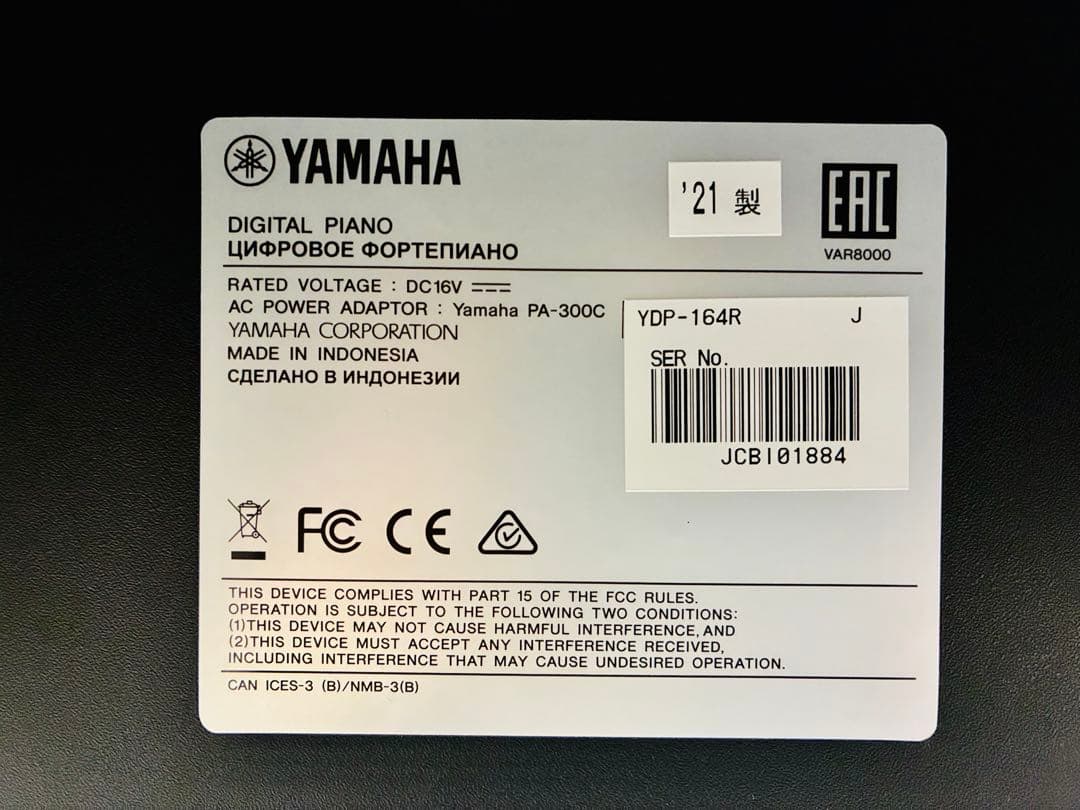 YAMAHA
'21 製
EAC
VAR8000
DIGITAL PIANO
ЦИФРОВОЕ ФОРТЕПИАНО
RATED VOLTAGE : DC16V
AC POWER ADAPTOR : Yamaha PA-300C
YAMAHA CORPORATION
MADE IN INDONESIA
СДЕЛАНО В ИНДОНЕЗИИ
YDP-164R J
SER No.
JCBI01884
FC CE
THIS DEVICE COMPLIES WITH PART 15 OF THE FCC RULES.
OPERATION IS SUBJECT TO THE FOLLOWING TWO CONDITIONS:
(1)THIS DEVICE MAY NOT CAUSE HARMFUL INTERFERENCE, AND
(2)THIS DEVICE MUST ACCEPT ANY INTERFERENCE RECEIVED,
INCLUDING INTERFERENCE THAT MAY CAUSE UNDESIRED OPERATION.
CAN ICES-3 (B)/NMB-3(B)